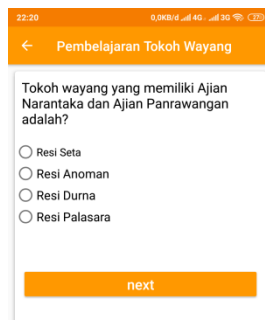 22:20 0,0KB/d 4G 3G 27
Pembelajaran Tokoh Wayang
Tokoh wayang yang memiliki Ajian
Narantaka dan Ajian Panrawangan
adalah?
Resi Seta
Resi Anoman
Resi Durna
Resi Palasara
next